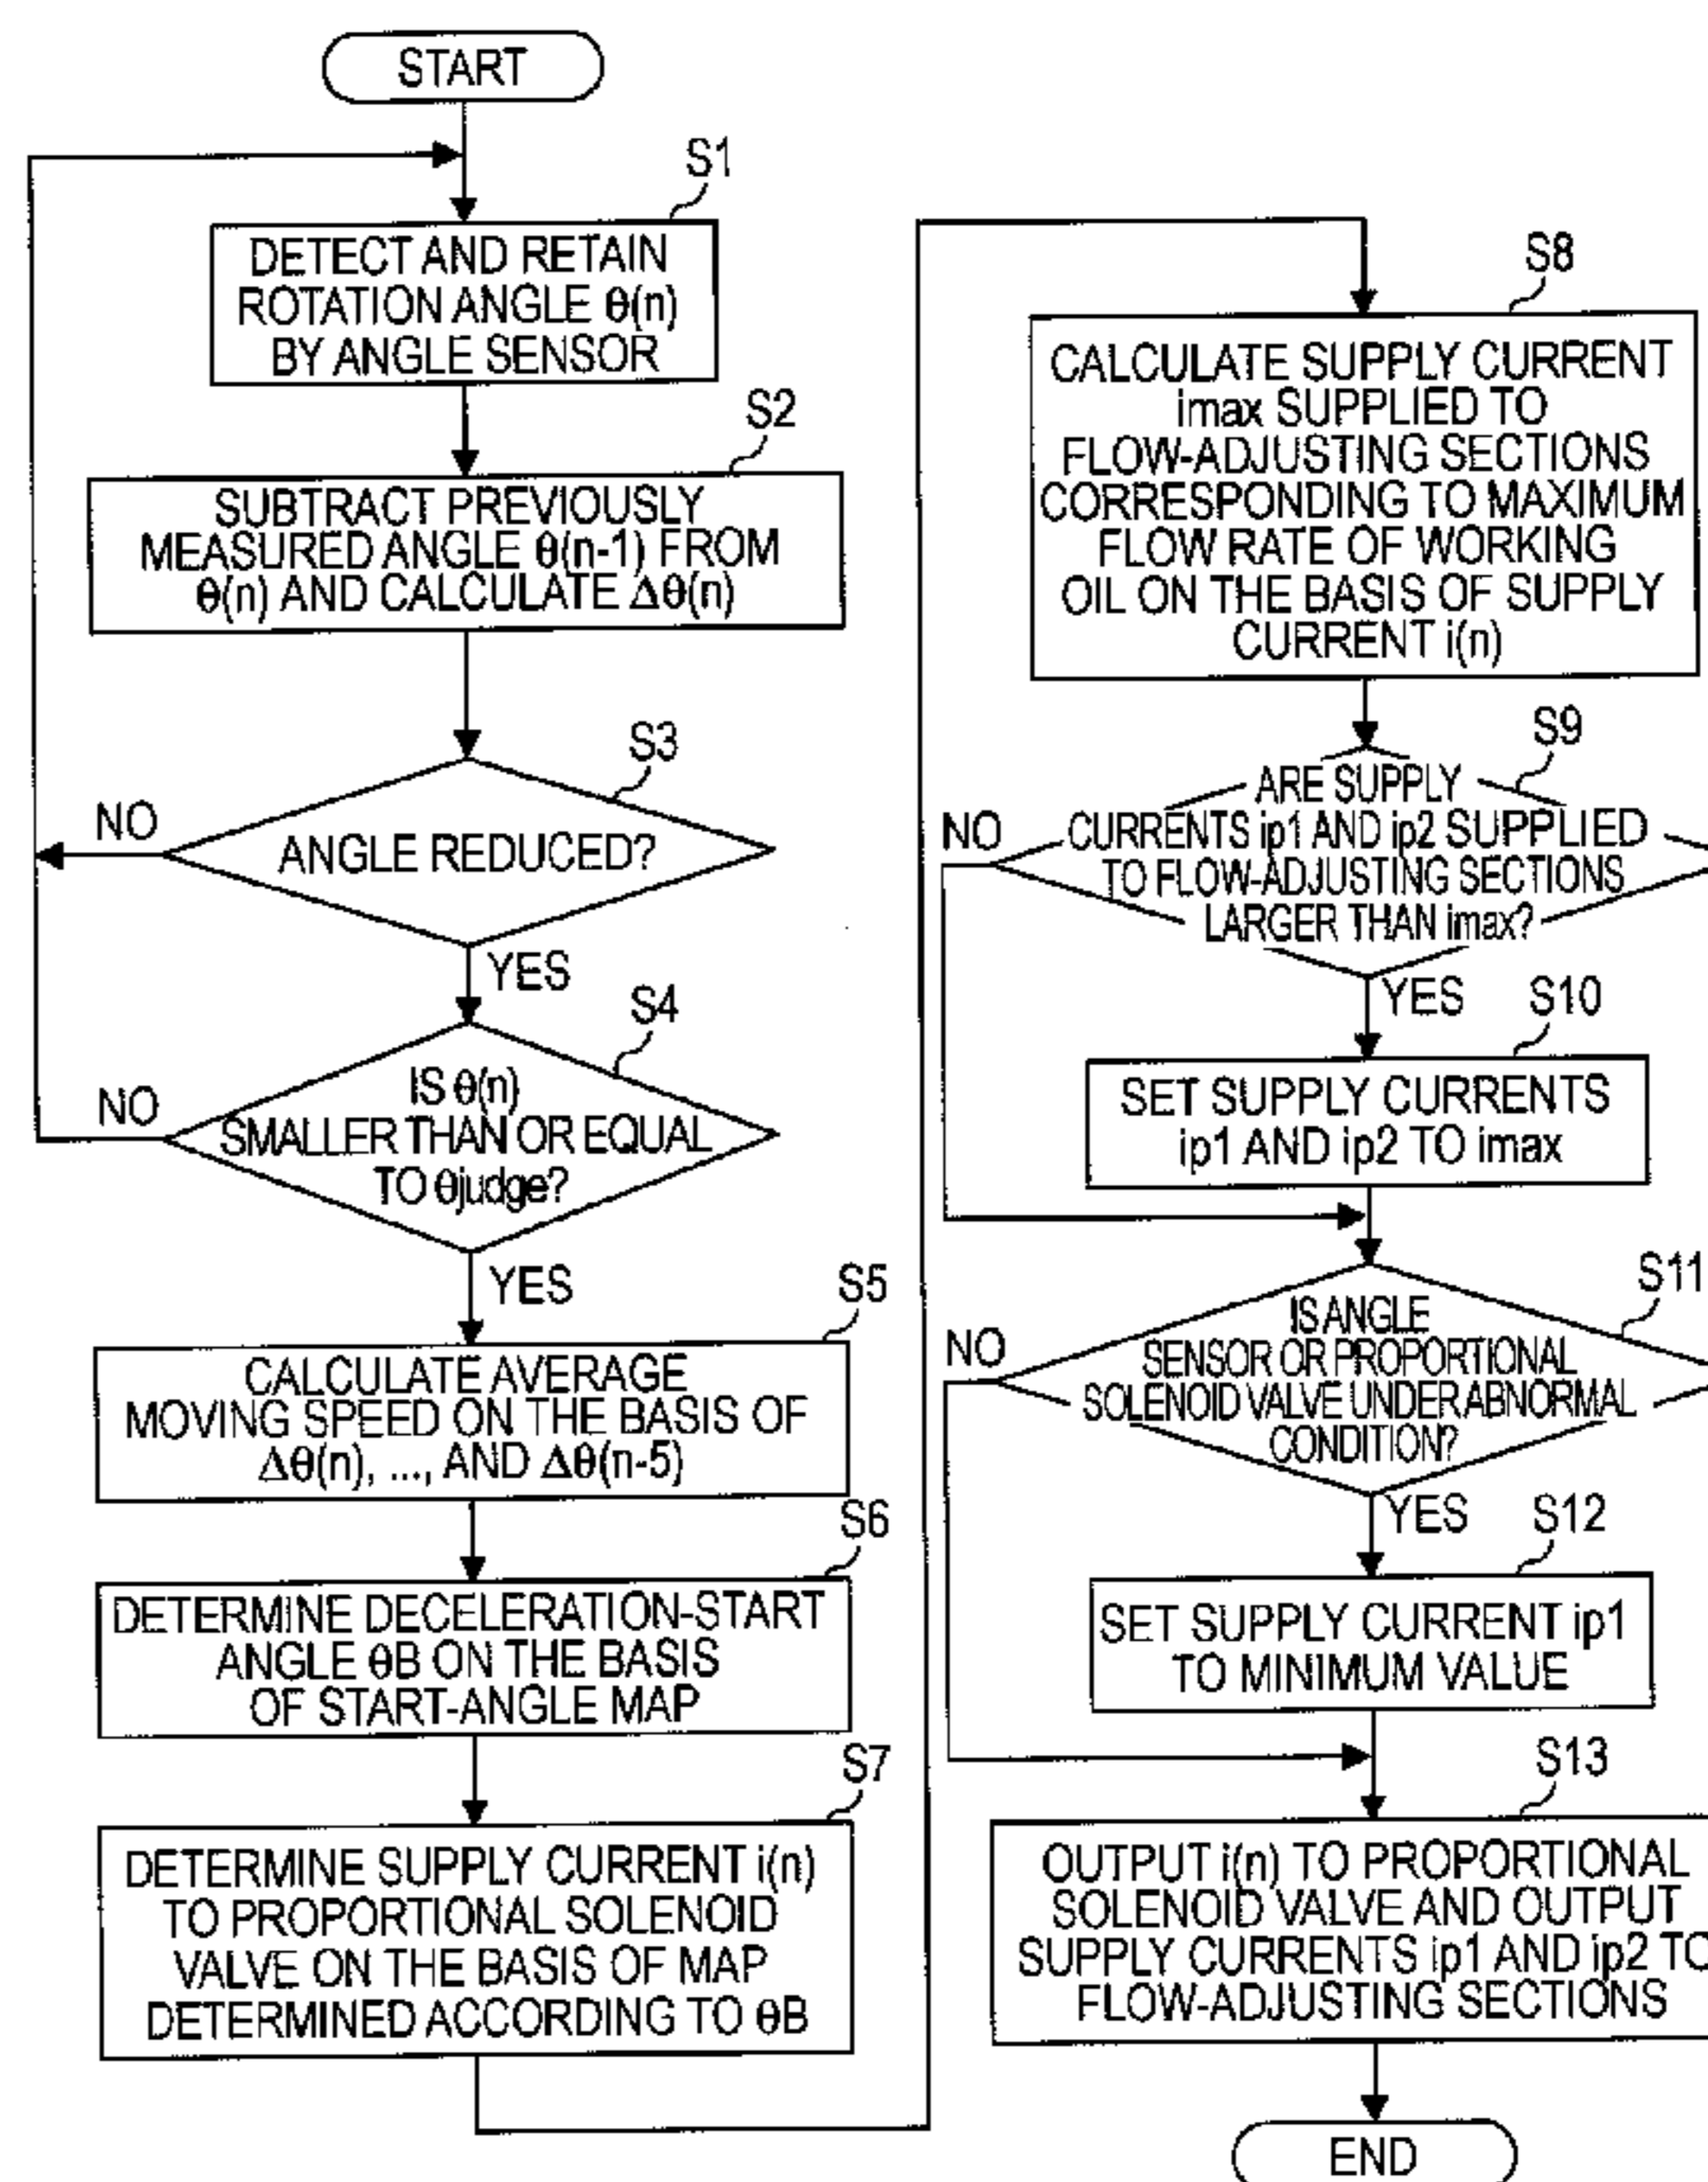 START
S1
DETECT AND RETAIN
ROTATION ANGLE θ(n)
BY ANGLE SENSOR
S2
SUBTRACT PREVIOUSLY
MEASURED ANGLE θ(n-1) FROM
θ(n) AND CALCULATE Δθ(n)
S3
NO
ANGLE REDUCED?
YES
S4
NO
IS θ(n)
SMALLER THAN OR EQUAL
TO θjudge?
YES
S5
CALCULATE AVERAGE
MOVING SPEED ON THE BASIS OF
Δθ(n), ..., AND Δθ(n-5)
S6
DETERMINE DECELERATION-START
ANGLE θB ON THE BASIS
OF START-ANGLE MAP
S7
DETERMINE SUPPLY CURRENT i(n)
TO PROPORTIONAL SOLENOID
VALVE ON THE BASIS OF MAP
DETERMINED ACCORDING TO θB
S8
CALCULATE SUPPLY CURRENT
imax SUPPLIED TO
FLOW-ADJUSTING SECTIONS
CORRESPONDING TO MAXIMUM
FLOW RATE OF WORKING
OIL ON THE BASIS OF SUPPLY
CURRENT i(n)
S9
NO
ARE SUPPLY
CURRENTS ip1 AND ip2 SUPPLIED
TO FLOW-ADJUSTING SECTIONS
LARGER THAN imax?
YES
S10
SET SUPPLY CURRENTS
ip1 AND ip2 TO imax
S11
NO
IS ANGLE
SENSOR OR PROPORTIONAL
SOLENOID VALVE UNDER ABNORMAL
CONDITION?
YES
S12
SET SUPPLY CURRENT ip1
TO MINIMUM VALUE
S13
OUTPUT i(n) TO PROPORTIONAL
SOLENOID VALVE AND OUTPUT
SUPPLY CURRENTS ip1 AND ip2 TO
FLOW-ADJUSTING SECTIONS
END